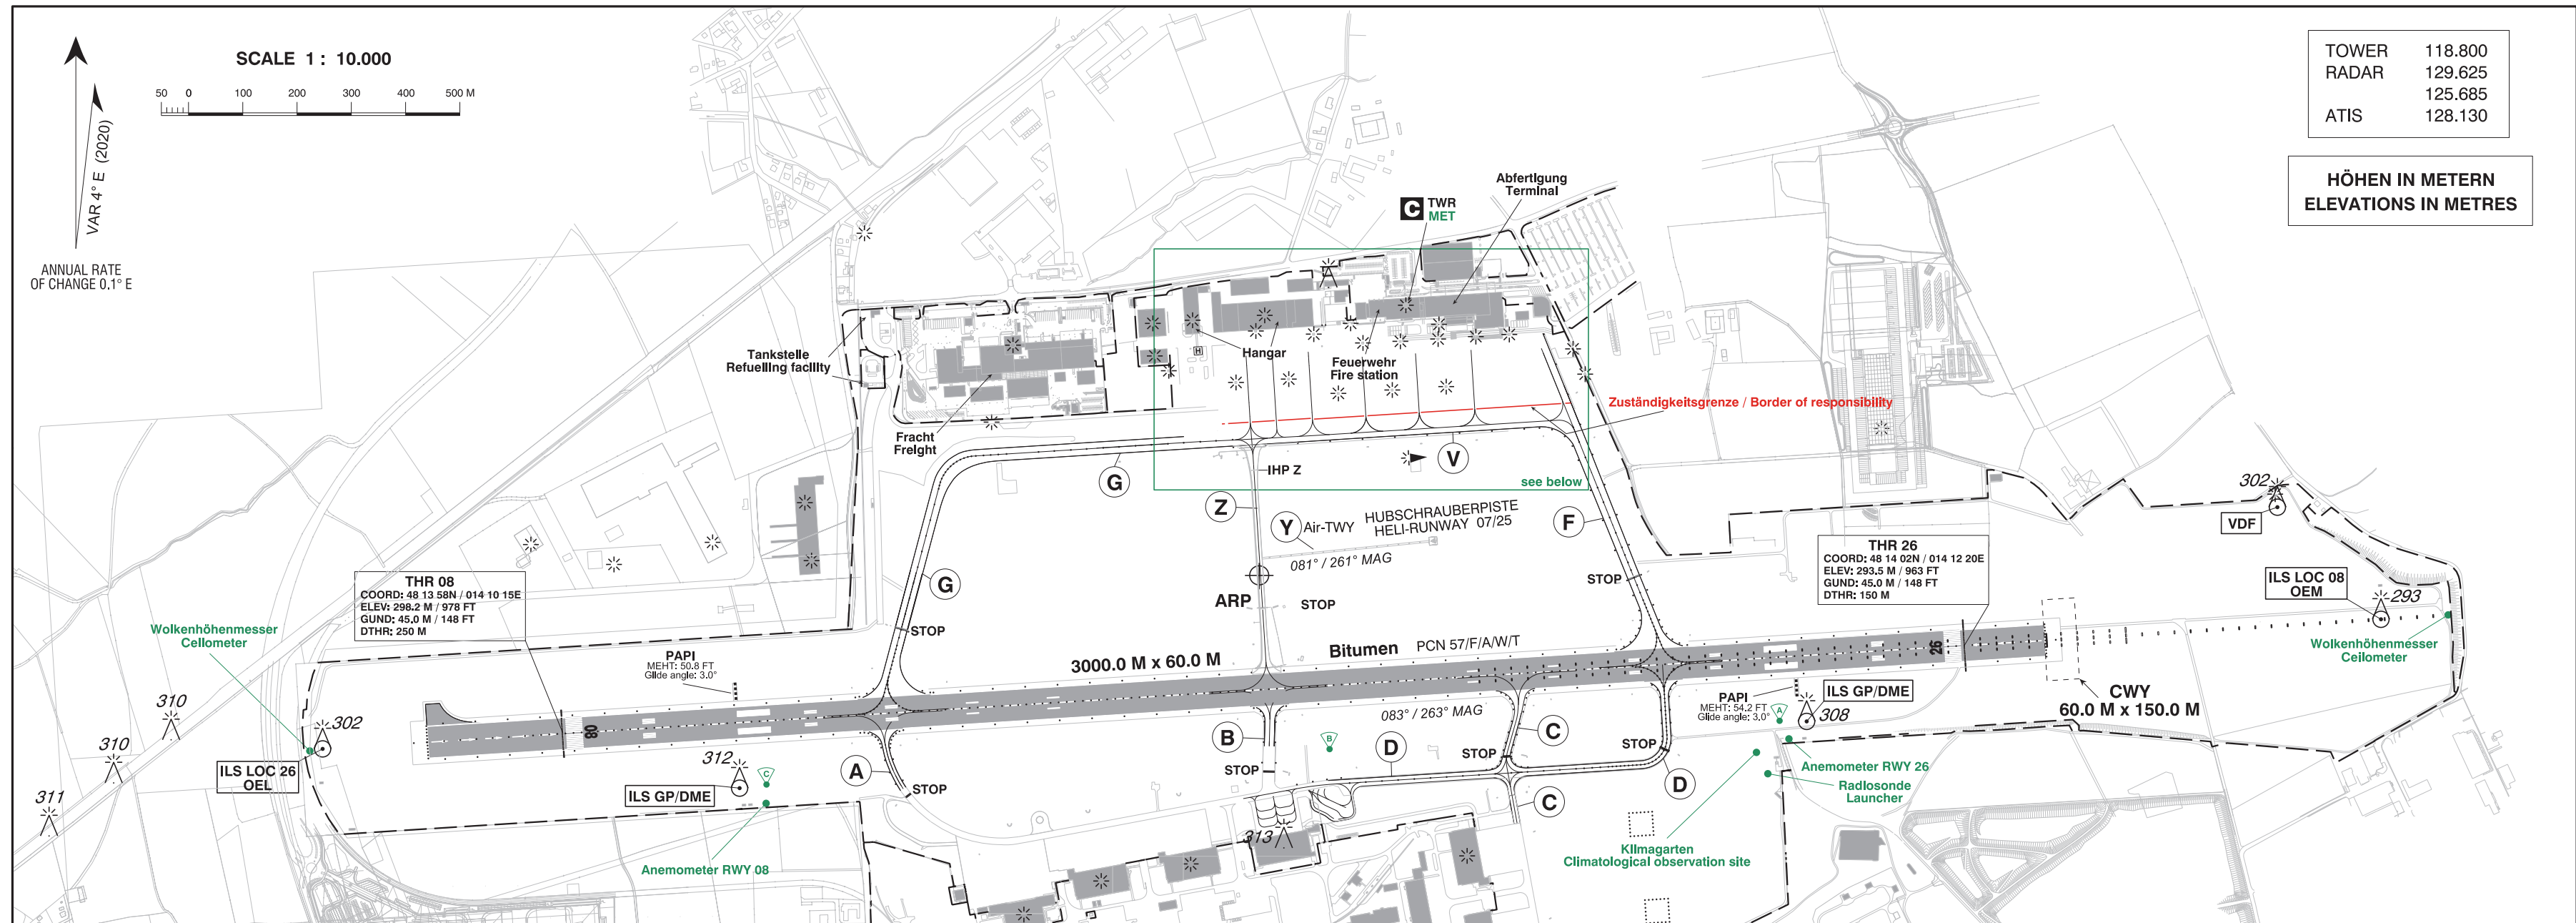 SCALE 1 : 10.000
50 0 100 200 300 400 500 M
VAR 4° E (2020)
ANNUAL RATE
OF CHANGE 0.1° E
TOWER 118.800
RADAR 129.625
125.685
ATIS 128.130
HÖHEN IN METERN
ELEVATIONS IN METRES
Abfertigung
Terminal
C TWR
MET
Tankstelle
Refuelling facility
Hangar
H
Feuerwehr
Fire station
Zuständigkeitsgrenze / Border of responsibility
Fracht
Freight
IHP Z
V
G
see below
Z
Y Air-TWY
HUBSCHRAUBERPISTE
HELI-RUNWAY 07/25
081° / 261° MAG
F
302
VDF
THR 26
COORD: 48 14 02N / 014 12 20E
ELEV: 293.5 M / 963 FT
GUND: 45.0 M / 148 FT
DTHR: 150 M
THR 08
COORD: 48 13 58N / 014 10 15E
ELEV: 298.2 M / 978 FT
GUND: 45.0 M / 148 FT
DTHR: 250 M
G
STOP
ARP
STOP
STOP
ILS LOC 08
OEM
293
Wolkenhöhenmesser
Ceilometer
Wolkenhöhenmesser
Ceilometer
PAPI
MEHT: 50.8 FT
Glide angle: 3.0°
3000.0 M x 60.0 M
Bitumen PCN 57/F/A/W/T
26
08
083° / 263° MAG
PAPI
MEHT: 54.2 FT
Glide angle: 3.0°
ILS GP/DME
308
A
CWY
60.0 M x 150.0 M
310
310
311
302
ILS LOC 26
OEL
312
C
ILS GP/DME
A
STOP
B
STOP
B
D
C
STOP
STOP
D
C
313
Anemometer RWY 26
Radiosonde
Launcher
Klimagarten
Climatological observation site
Anemometer RWY 08